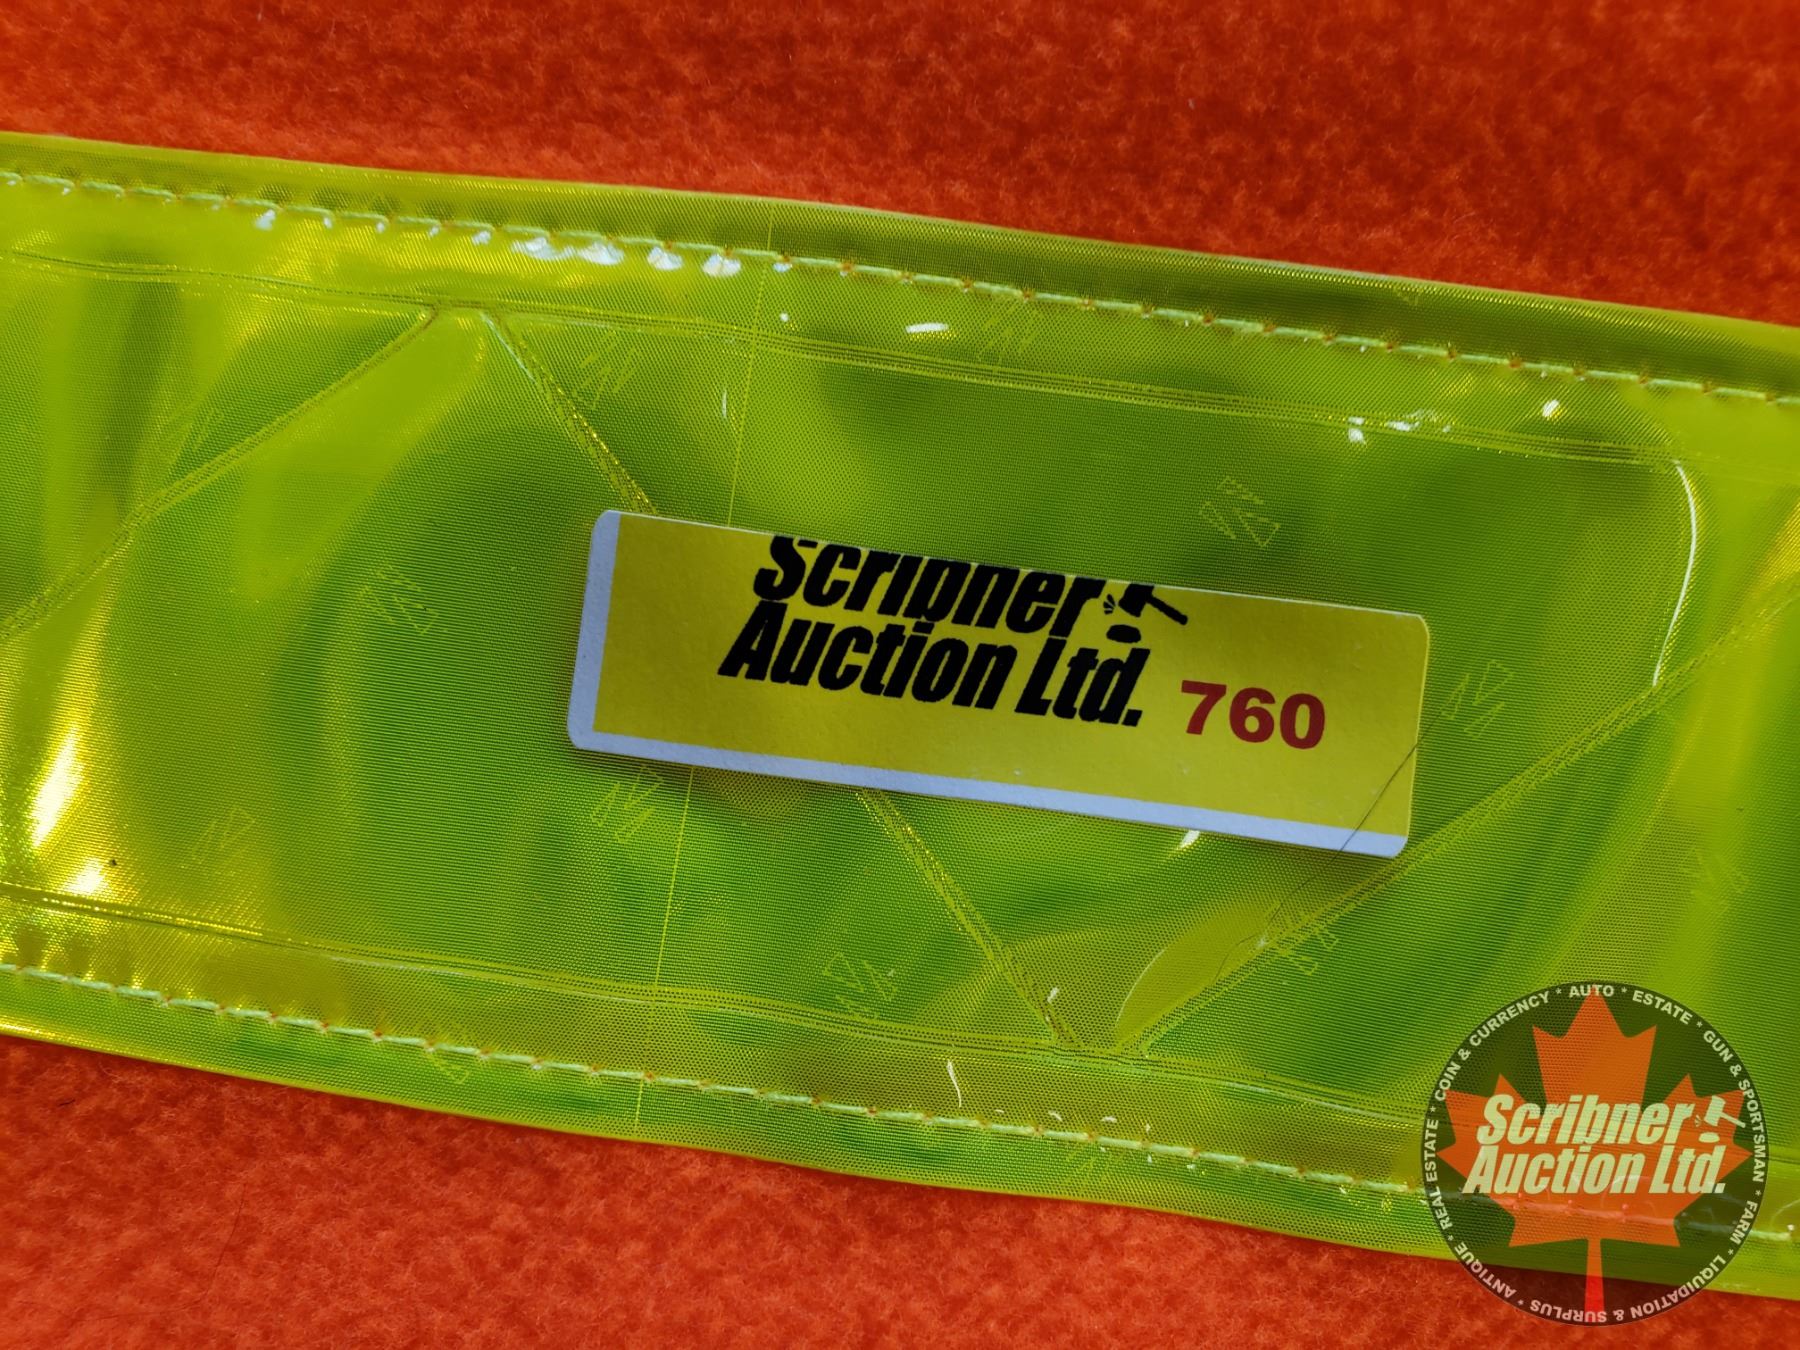 Scribner
Auction Ltd. 760
REAL ESTATE * COIN & CURRENCY * AUTO * ESTATE * GUN & SPORTSMAN * FARM * LIQUIDATION & SURPLUS * ANTIQUE *
Scribner
Auction Ltd.